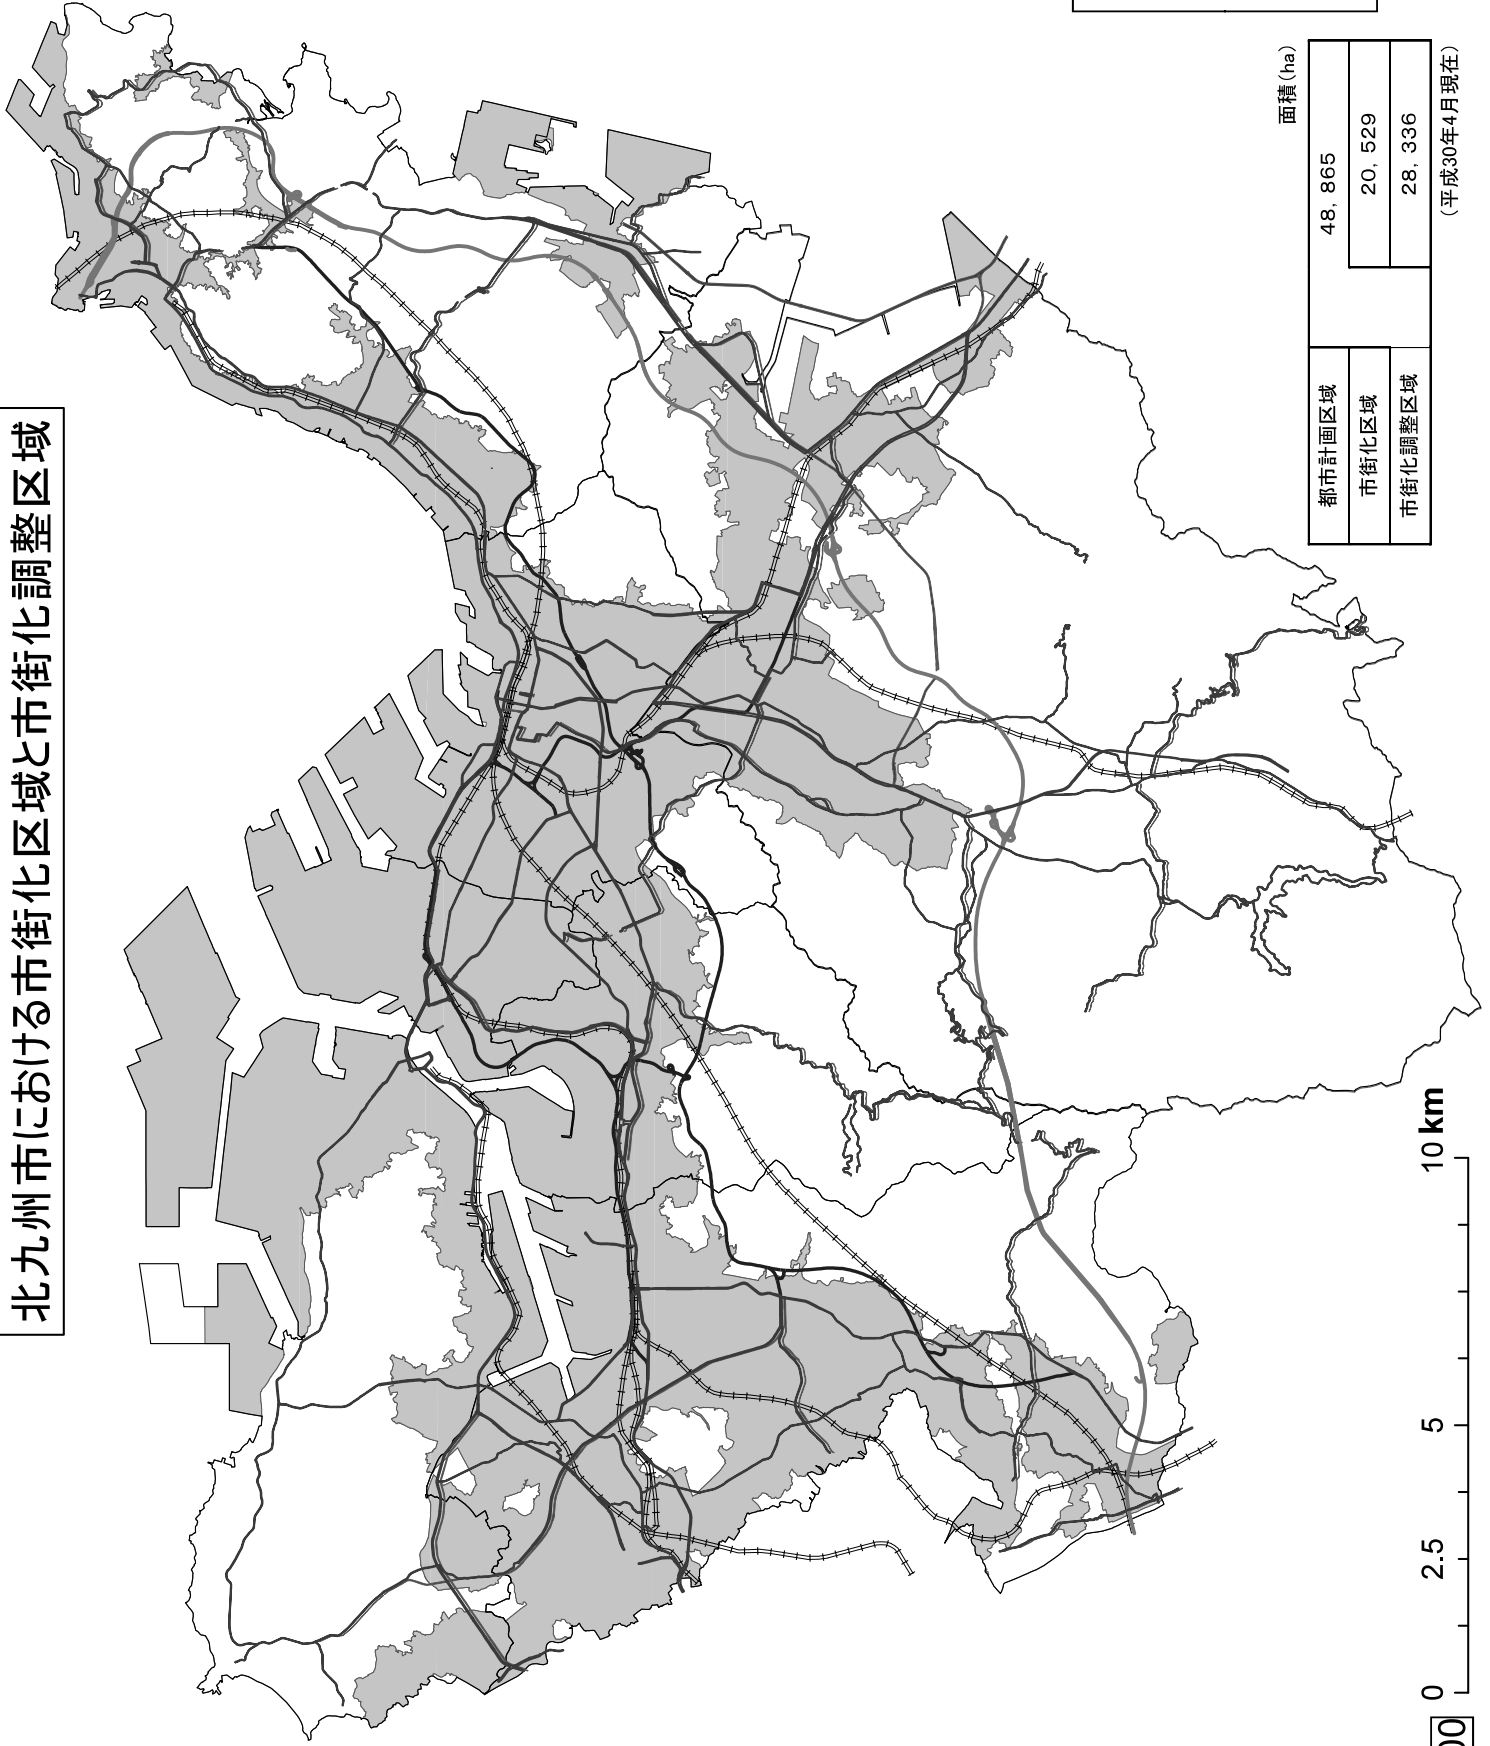 北九州市における市街化区域と市街化調整区域
面積(ha)
都市計画区域 48,865
市街化区域 20,529
市街化調整区域 28,336
(平成30年4月現在)
0 2.5 5 10 km
00